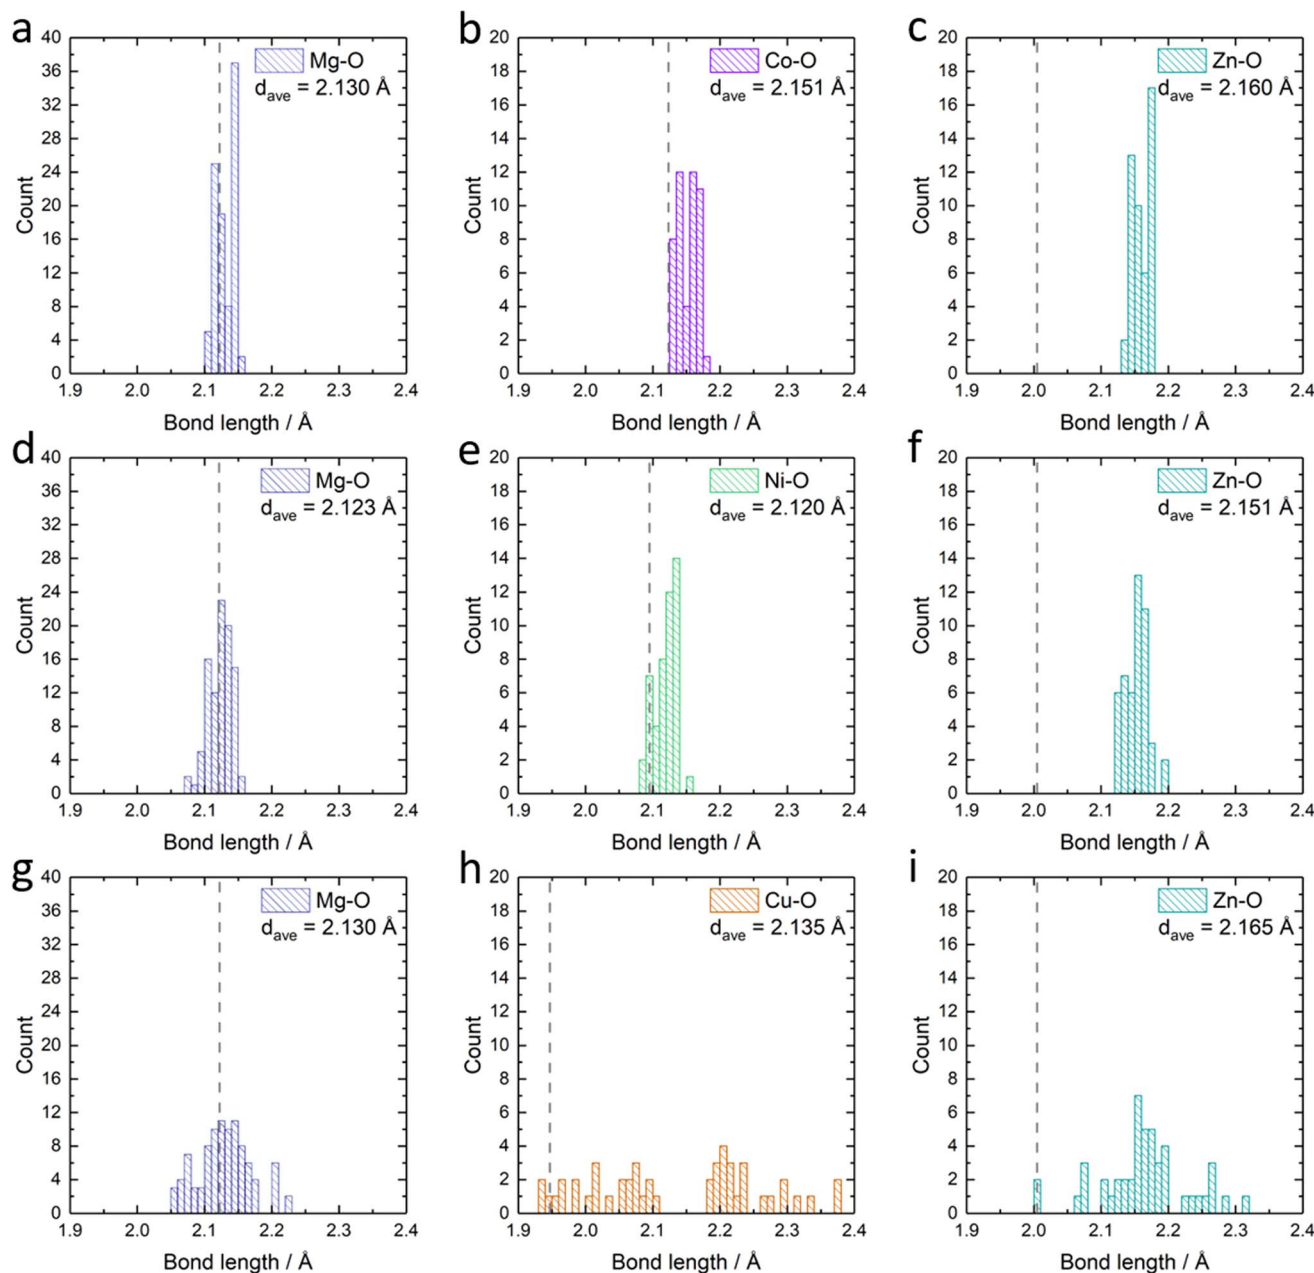 a
40
36
32
28
24
20
16
12
8
4
0
Count
Mg-O
dave = 2.130 Å
1.9 2.0 2.1 2.2 2.3 2.4
Bond length / Å
b
20
18
16
14
12
10
8
6
4
2
0
Count
Co-O
dave = 2.151 Å
1.9 2.0 2.1 2.2 2.3 2.4
Bond length / Å
c
20
18
16
14
12
10
8
6
4
2
0
Count
Zn-O
dave = 2.160 Å
1.9 2.0 2.1 2.2 2.3 2.4
Bond length / Å
d
40
36
32
28
24
20
16
12
8
4
0
Count
Mg-O
dave = 2.123 Å
1.9 2.0 2.1 2.2 2.3 2.4
Bond length / Å
e
20
18
16
14
12
10
8
6
4
2
0
Count
Ni-O
dave = 2.120 Å
1.9 2.0 2.1 2.2 2.3 2.4
Bond length / Å
f
20
18
16
14
12
10
8
6
4
2
0
Count
Zn-O
dave = 2.151 Å
1.9 2.0 2.1 2.2 2.3 2.4
Bond length / Å
g
40
36
32
28
24
20
16
12
8
4
0
Count
Mg-O
dave = 2.130 Å
1.9 2.0 2.1 2.2 2.3 2.4
Bond length / Å
h
20
18
16
14
12
10
8
6
4
2
0
Count
Cu-O
dave = 2.135 Å
1.9 2.0 2.1 2.2 2.3 2.4
Bond length / Å
i
20
18
16
14
12
10
8
6
4
2
0
Count
Zn-O
dave = 2.165 Å
1.9 2.0 2.1 2.2 2.3 2.4
Bond length / Å